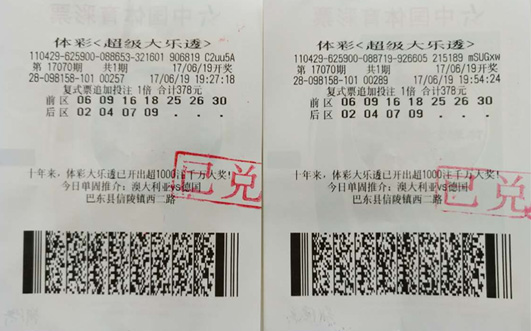 体彩<超级大乐透>
110429-625900-088653-321601 906819 C2uu5A
第 17070期 共1期 17/06/19开奖
28-098158-101 00257 17/06/19 19:27:18
复式票追加投注 1倍 合计378元
前区 06 09 16 18 25 26 30
后区 02 04 07 09
十年来，体彩大乐透已开出超1000注千万大奖！
今日单固推介：澳大利亚vs德国
巴东县信陵镇西二路
已兑
体彩<超级大乐透>
110429-625900-088719-926605 215189 mSUGxw
第 17070期 共1期 17/06/19开奖
28-098158-101 00289 17/06/19 19:54:24
复式票追加投注 1倍 合计378元
前区 06 09 16 18 25 26 30
后区 02 04 07 09
十年来，体彩大乐透已开出超1000注千万大奖！
今日单固推介：澳大利亚vs德国
巴东县信陵镇西二路
已兑